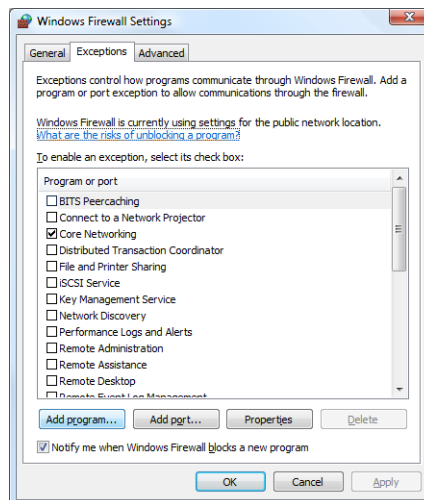 Windows Firewall Settings
General Exceptions Advanced
Exceptions control how programs communicate through Windows Firewall. Add a
program or port exception to allow communications through the firewall.
Windows Firewall is currently using settings for the public network location.
What are the risks of unblocking a program?
To enable an exception, select its check box:
Program or port
BITS Peercaching
Connect to a Network Projector
Core Networking
Distributed Transaction Coordinator
File and Printer Sharing
iSCSI Service
Key Management Service
Network Discovery
Performance Logs and Alerts
Remote Administration
Remote Assistance
Remote Desktop
Remote Event Log Management
Add program... Add port... Properties Delete
Notify me when Windows Firewall blocks a new program
OK Cancel Apply